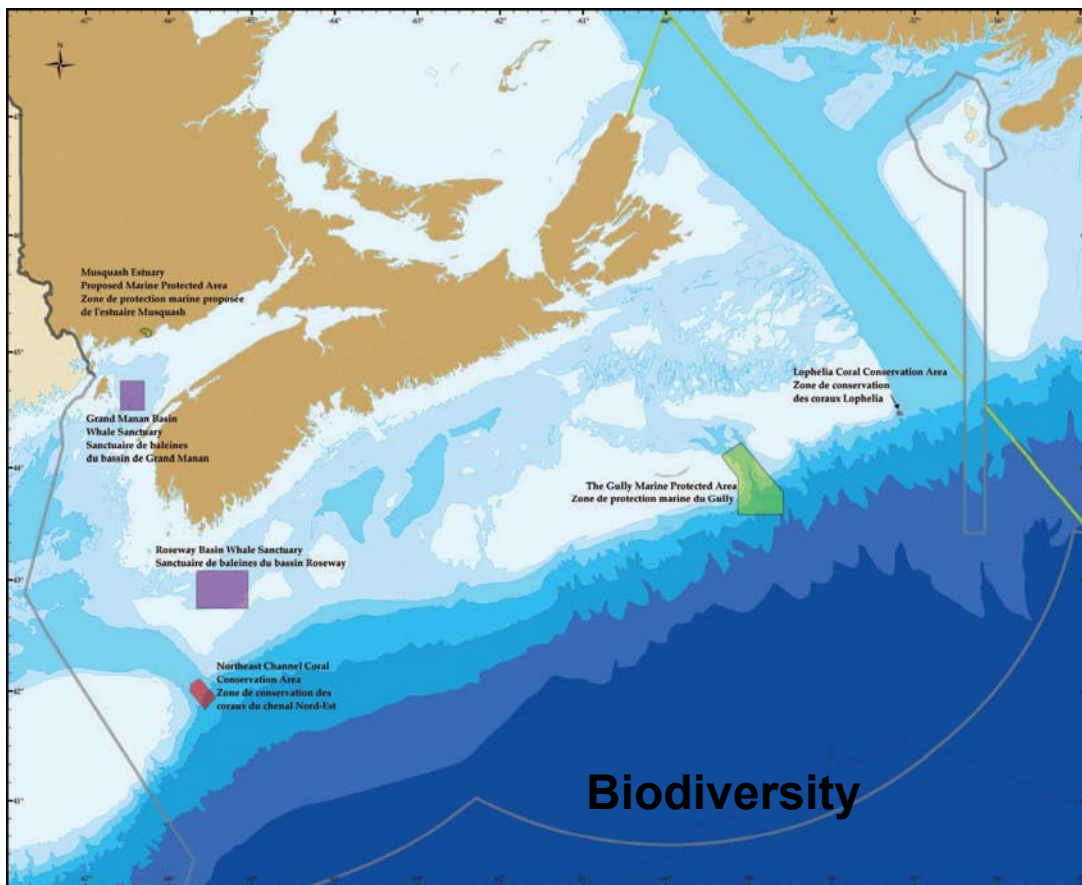 N
Musquash Estuary
Proposed Marine Protected Area
Zone de protection marine proposée
de l'estuaire Musquash
Grand Manan Basin
Whale Sanctuary
Sanctuaire de baleines
du bassin de Grand Manan
Lophelia Coral Conservation Area
Zone de conservation
des coraux Lophelia
The Gully Marine Protected Area
Zone de protection marine du Gully
Roseway Basin Whale Sanctuary
Sanctuaire de baleines du bassin Roseway
Northeast Channel Coral
Conservation Area
Zone de conservation des
coraux du chenal Nord-Est
Biodiversity